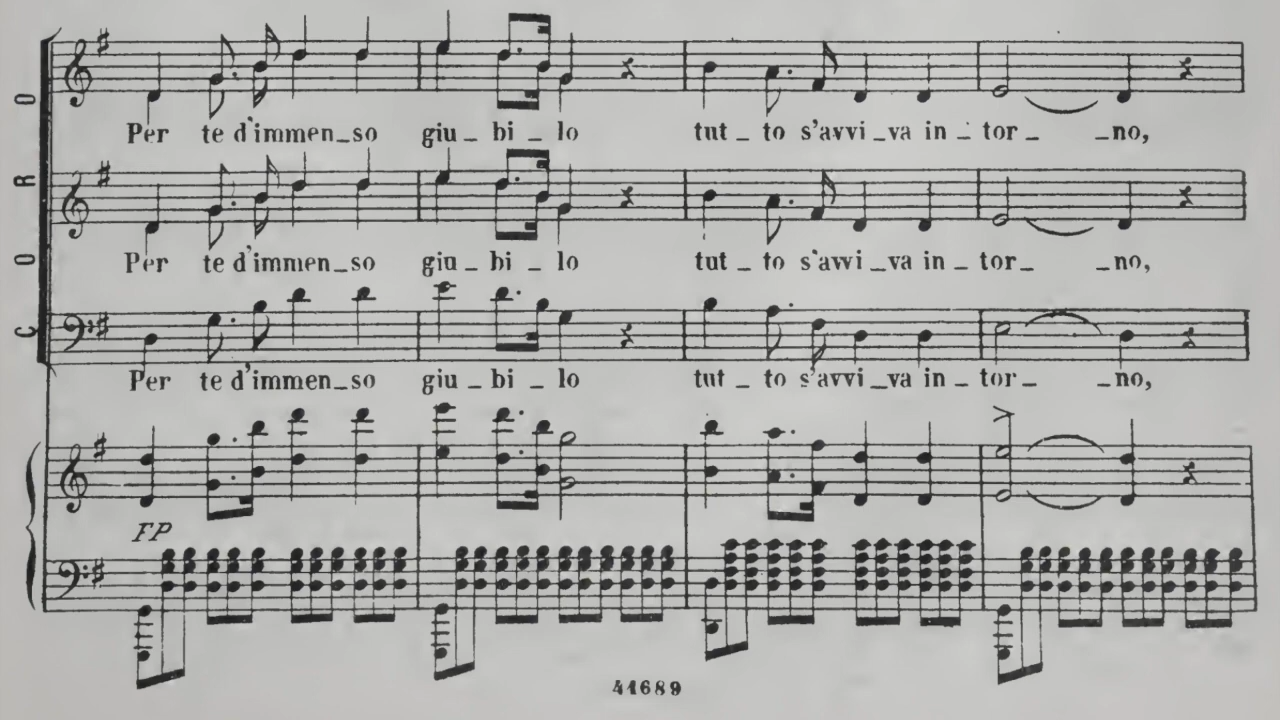 CORO
Per te d'immen_so giu_bi_lo tut_to s'avvi_va in_tor_ _no,
Per te d'immen_so giu_bi_lo tut_to s'avvi_va in_tor_ _no,
Per te d'immen_so giu_bi_lo tut_to s'avvi_va in_tor_ _no,
FP
41689